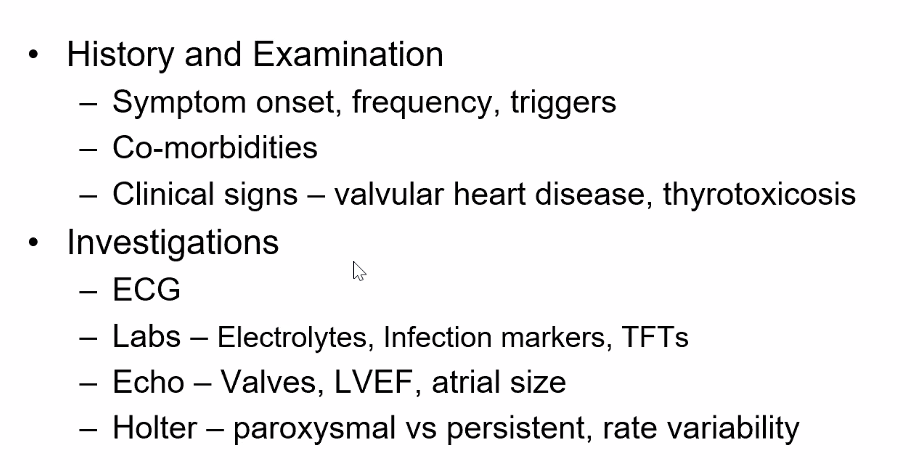 • History and Examination
– Symptom onset, frequency, triggers
– Co-morbidities
– Clinical signs – valvular heart disease, thyrotoxicosis
• Investigations
– ECG
– Labs – Electrolytes, Infection markers, TFTs
– Echo – Valves, LVEF, atrial size
– Holter – paroxysmal vs persistent, rate variability